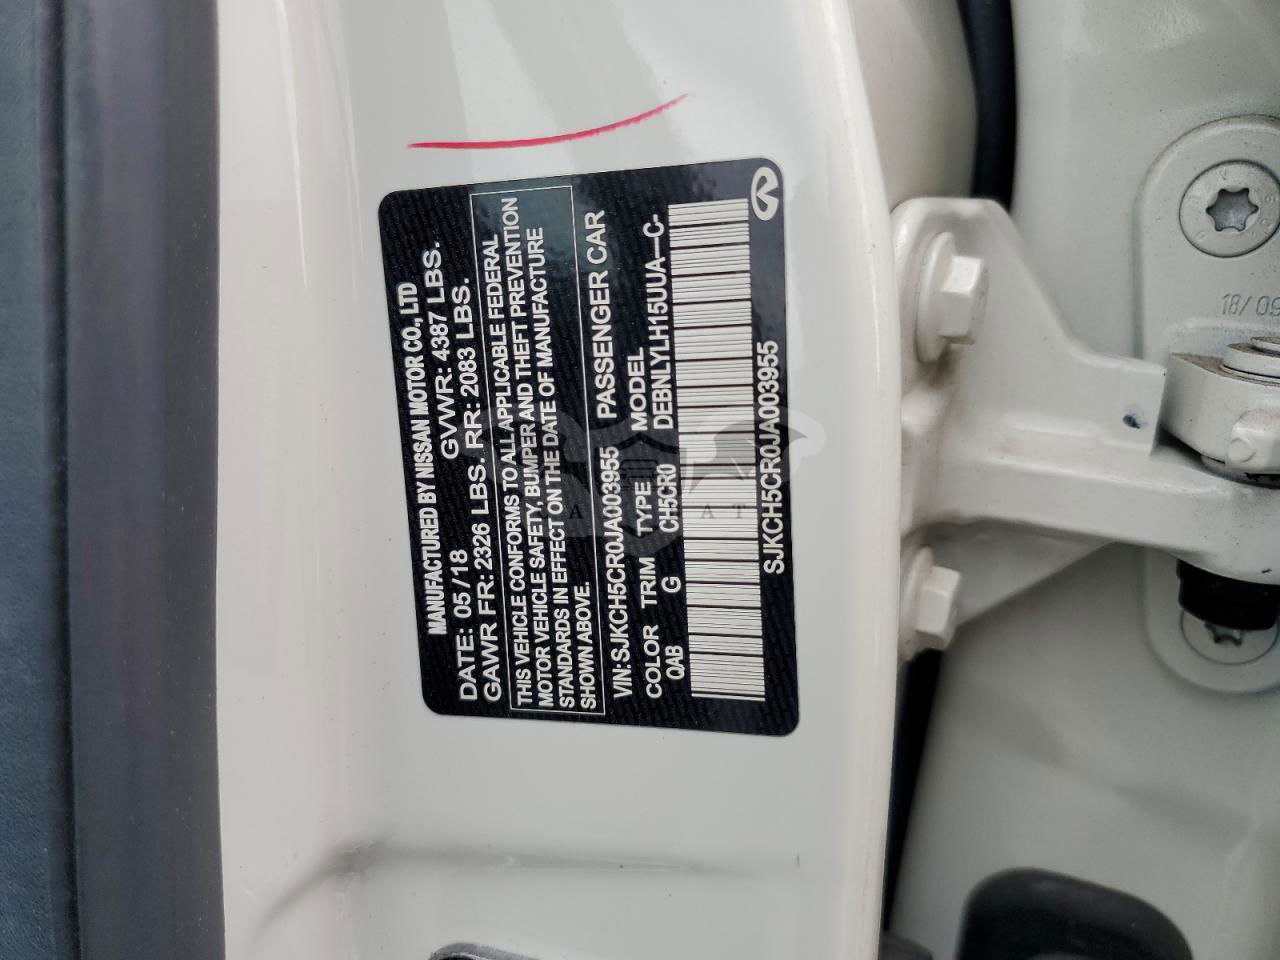 MANUFACTURED BY NISSAN MOTOR CO., LTD
DATE: 05 /18 GVWR: 4387 LBS.
GAWR FR: 2326 LBS. RR: 2083 LBS.
THIS VEHICLE CONFORMS TO ALL APPLICABLE FEDERAL
MOTOR VEHICLE SAFETY, BUMPER AND THEFT PREVENTION
STANDARDS IN EFFECT ON THE DATE OF MANUFACTURE
SHOWN ABOVE.
VIN: SJKCH5CR0JA003955 PASSENGER CAR
COLOR TRIM TYPE MODEL
QAB G CH5CR0 DEBNLYLH15UUA—C-
SJKCH5CR0JA003955
18/09